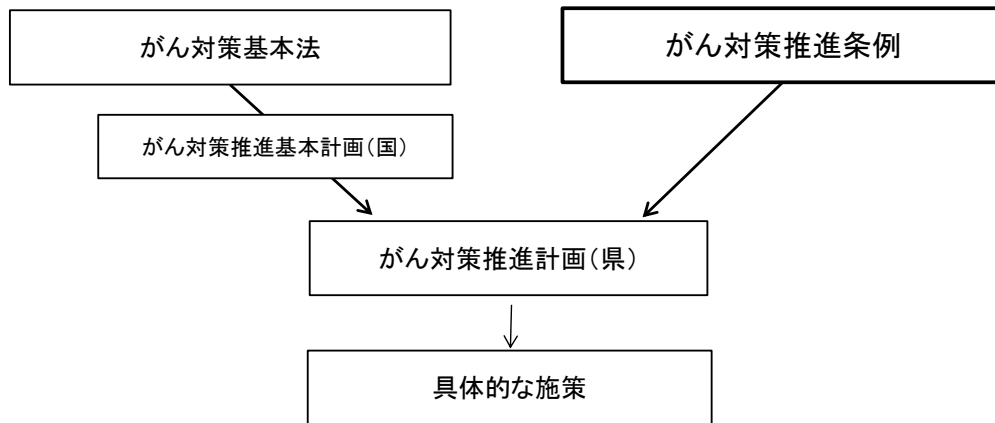 がん対策基本法
がん対策推進条例
がん対策推進基本計画(国)
がん対策推進計画(県)
具体的な施策